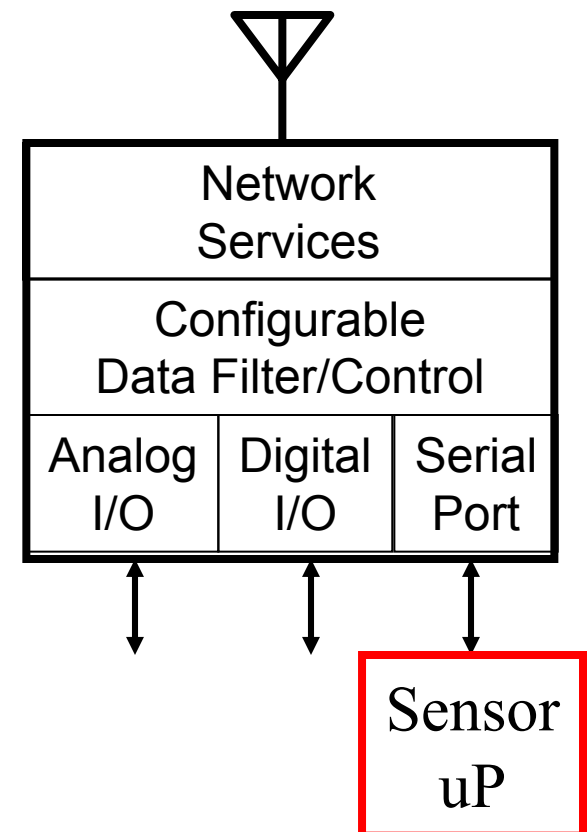 Network
Services
Configurable
Data Filter/Control
Analog
I/O
Digital
I/O
Serial
Port
Sensor
uP